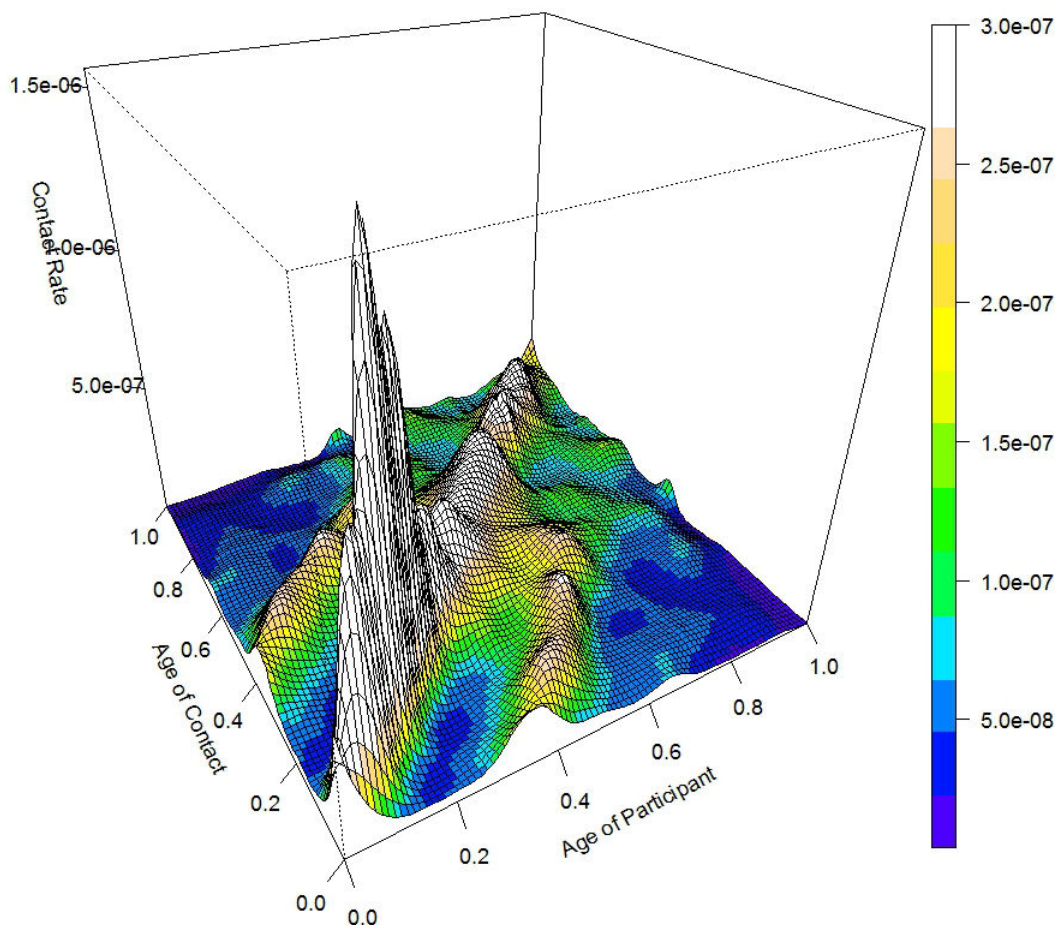 1.5e-06
.0e-06
5.0e-07
Contact Rate
1.0
0.8
0.6
0.4
0.2
0.0
Age of Contact
0.0
0.2
0.4
0.6
0.8
1.0
Age of Participant
3.0e-07
2.5e-07
2.0e-07
1.5e-07
1.0e-07
5.0e-08